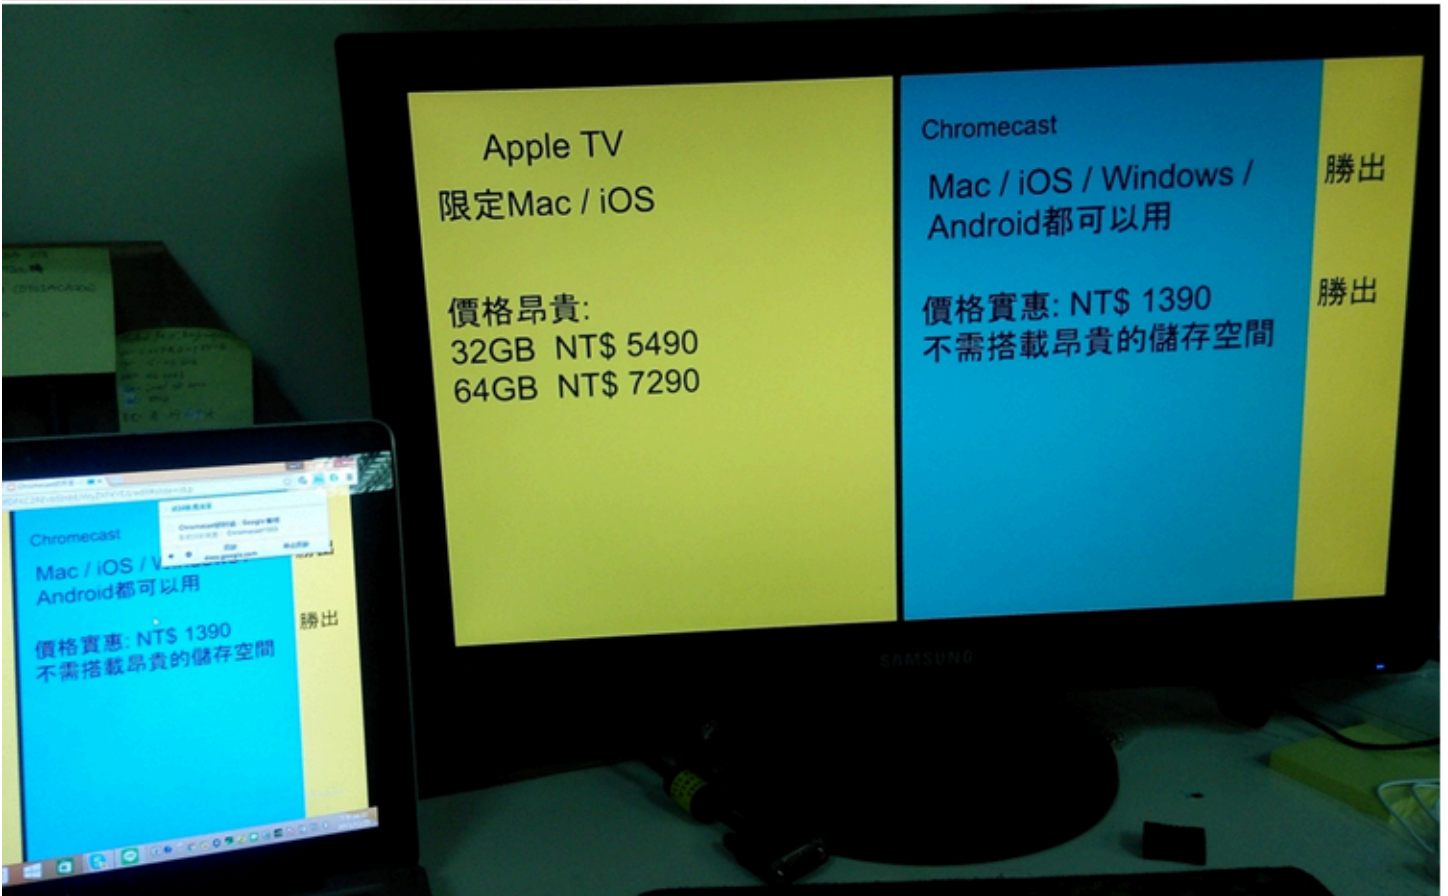 Apple TV
限定Mac / iOS
價格昂貴:
32GB NT$ 5490
64GB NT$ 7290
Chromecast
Mac / iOS / Windows /
Android都可以用
價格實惠: NT$ 1390
不需搭載昂貴的儲存空間
勝出
勝出
SAMSUNG
Chromecast
Mac / iOS /
Android都可以用
價格實惠: NT$ 1390
不需搭載昂貴的儲存空間
勝出